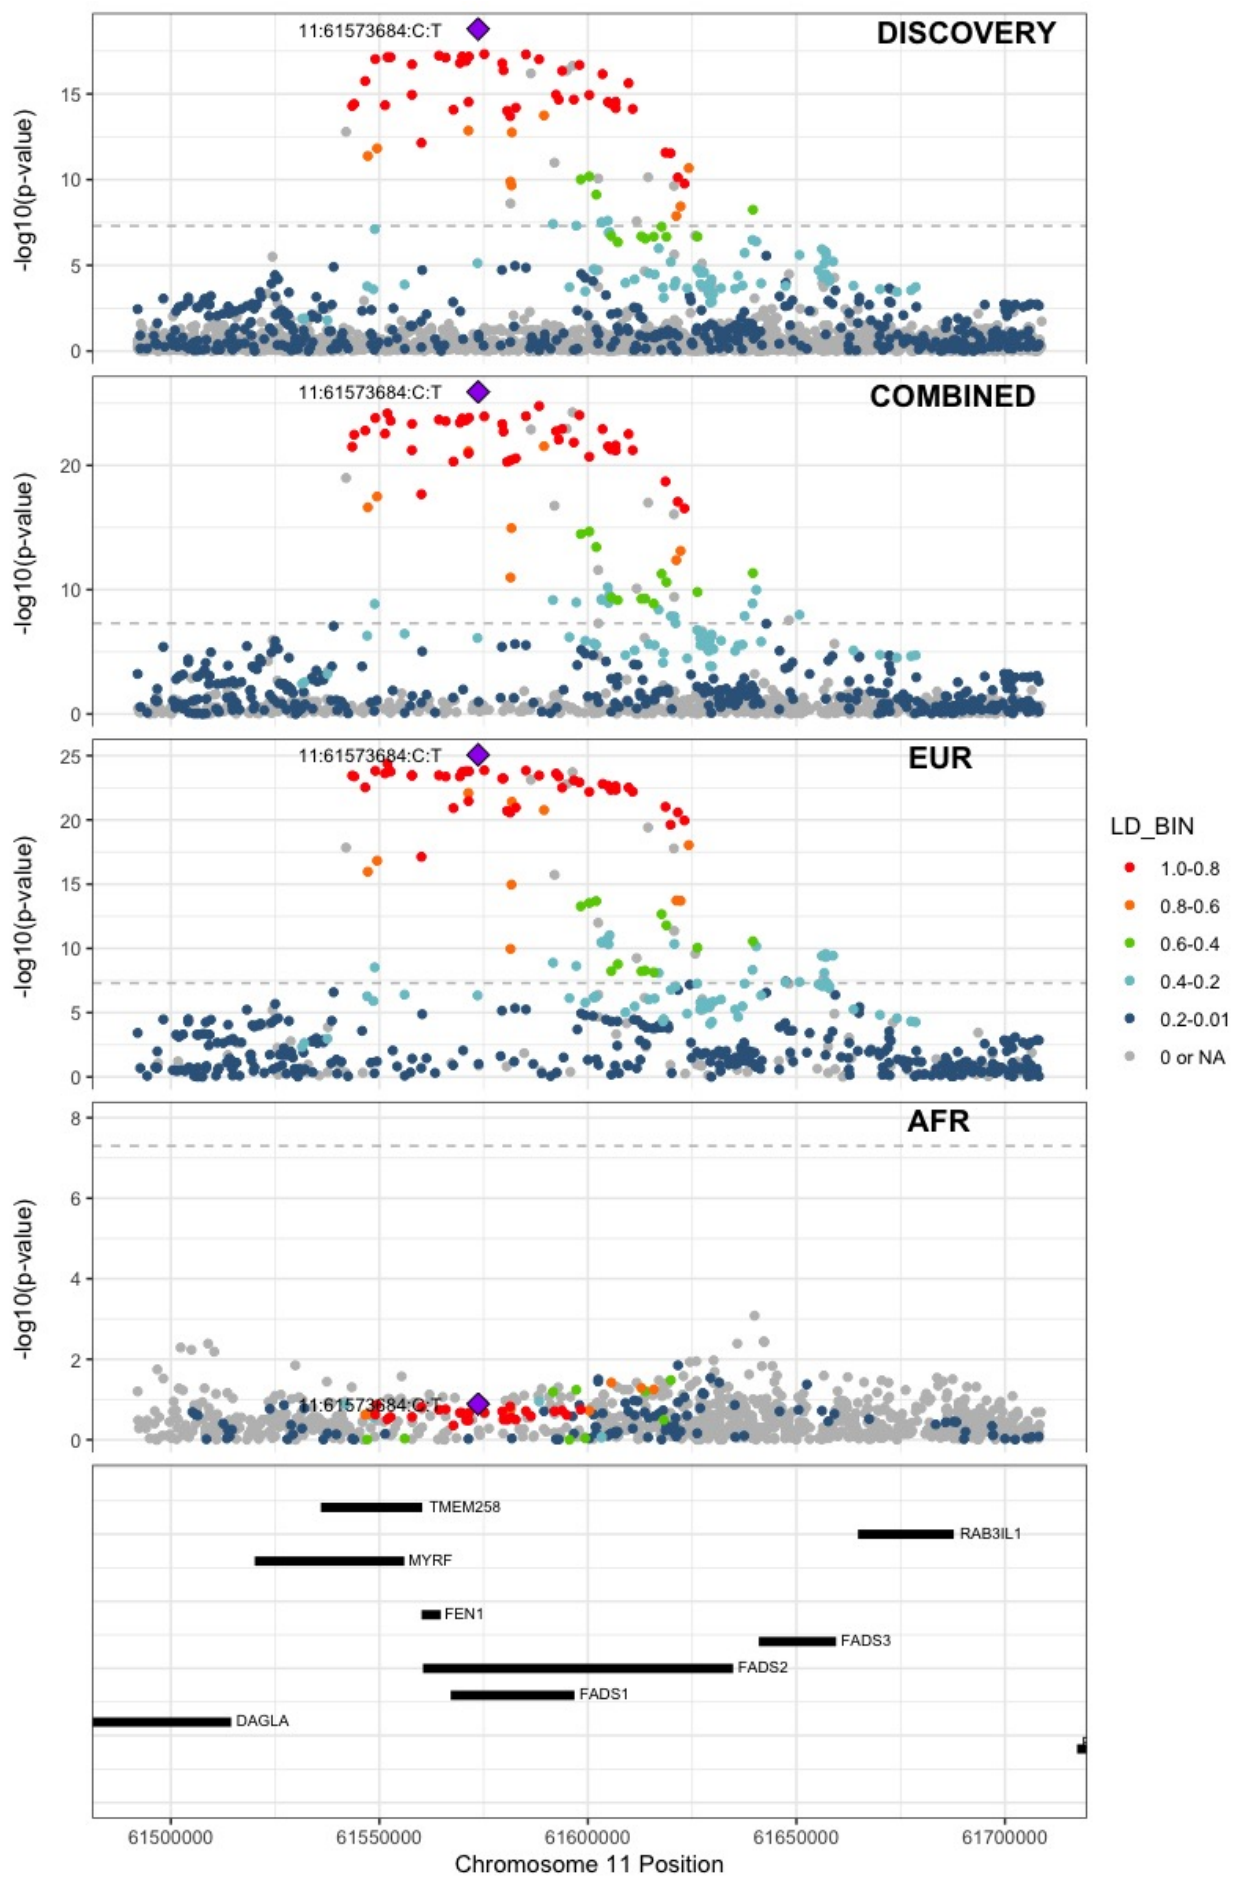 11:61573684:C:T
DISCOVERY
-log10(p-value)
15
10
5
0
11:61573684:C:T
COMBINED
-log10(p-value)
20
10
0
11:61573684:C:T
EUR
-log10(p-value)
25
20
15
10
5
0
LD_BIN
1.0-0.8
0.8-0.6
0.6-0.4
0.4-0.2
0.2-0.01
0 or NA
AFR
-log10(p-value)
8
6
4
2
0
11:61573684:C:T
TMEM258
RAB3IL1
MYRF
FEN1
FADS3
FADS2
FADS1
DAGLA
61500000 61550000 61600000 61650000 61700000
Chromosome 11 Position